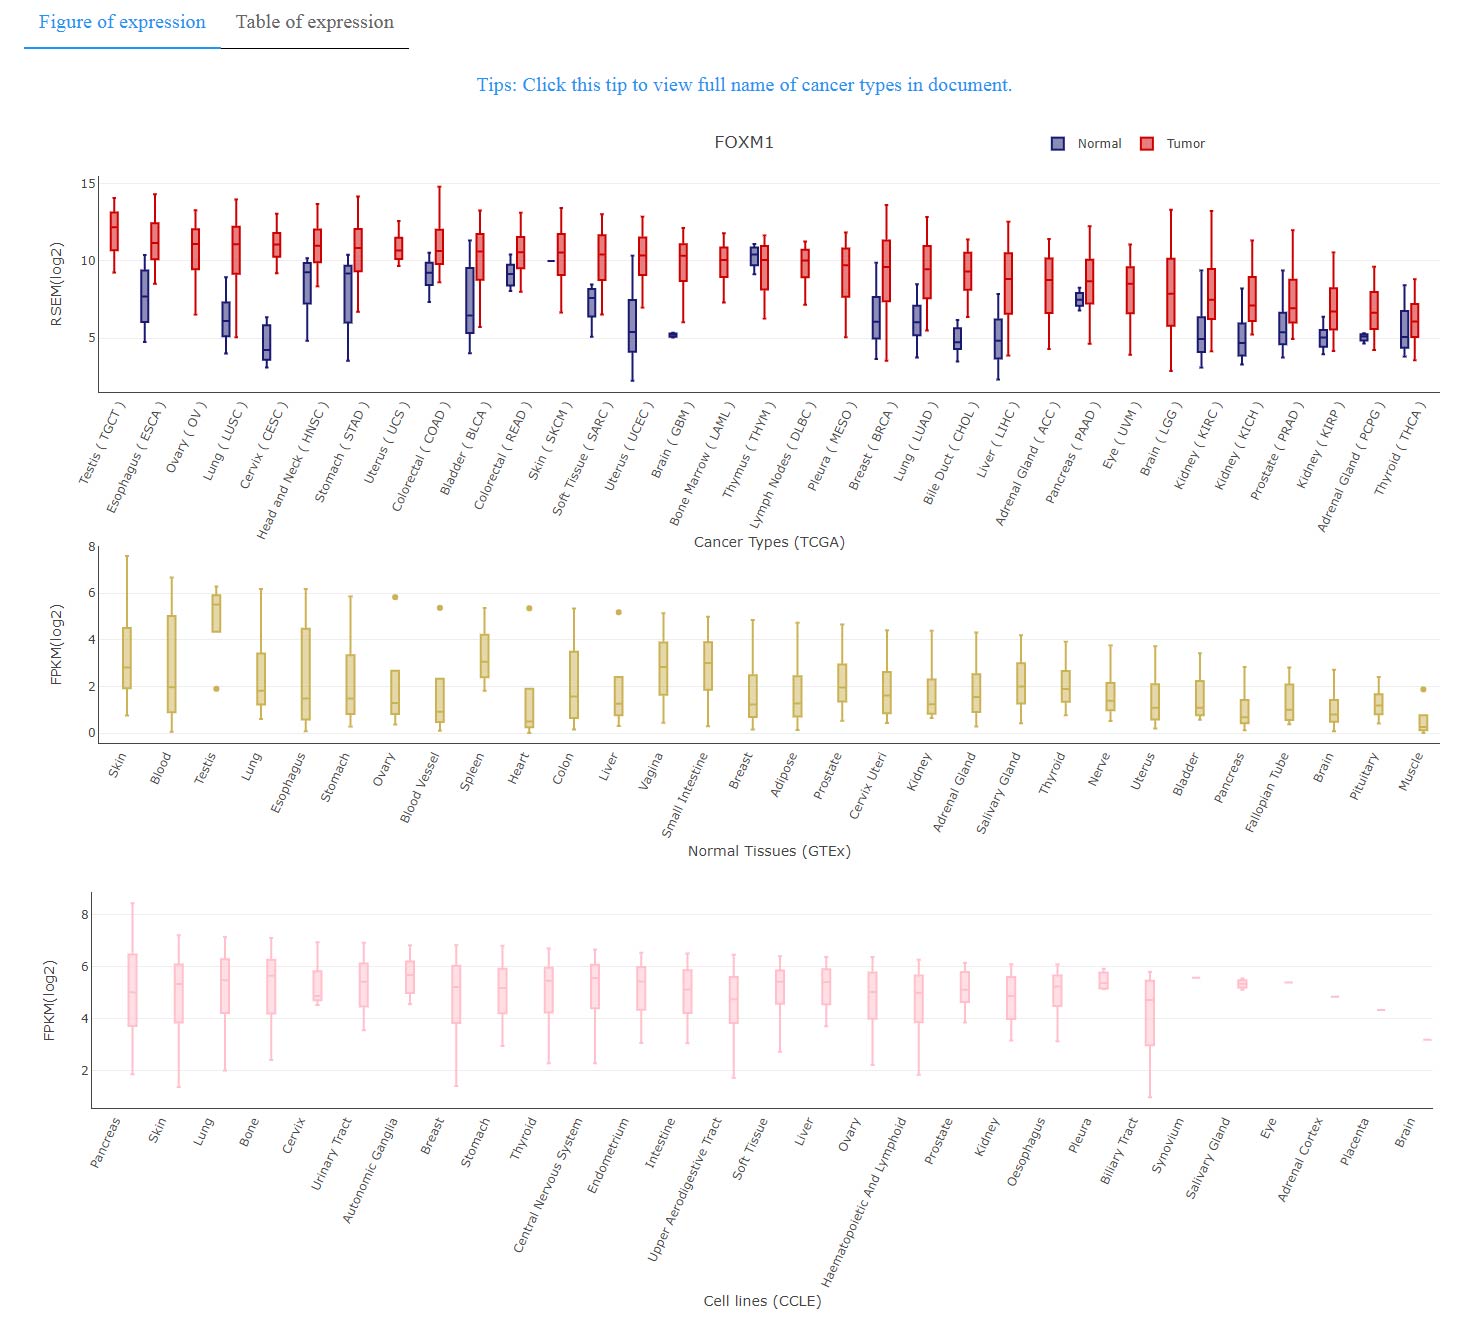 Figure of expression Table of expression
Tips: Click this tip to view full name of cancer types in document.
FOXM1
Normal Tumor
RSEM(log2)
15
10
5
Testis ( TGCT )
Esophagus ( ESCA )
Ovary ( OV )
Lung ( LUSC )
Cervix ( CESC )
Head and Neck ( HNSC )
Stomach ( STAD )
Uterus ( UCS )
Colorectal ( COAD )
Bladder ( BLCA )
Colorectal ( READ )
Skin ( SKCM )
Soft Tissue ( SARC )
Uterus ( UCEC )
Brain ( GBM )
Bone Marrow ( LAML )
Thymus ( THYM )
Lymph Nodes ( DLBC )
Pleura ( MESO )
Breast ( BRCA )
Lung ( LUAD )
Bile Duct ( CHOL )
Liver ( LIHC )
Adrenal Gland ( ACC )
Pancreas ( PAAD )
Eye ( UVM )
Brain ( LGG )
Kidney ( KIRC )
Kidney ( KICH )
Prostate ( PRAD )
Kidney ( KIRP )
Adrenal Gland ( PCPG )
Thyroid ( THCA )
Cancer Types (TCGA)
FPKM(log2)
8
6
4
2
0
Skin
Blood
Testis
Lung
Esophagus
Stomach
Ovary
Blood Vessel
Spleen
Heart
Colon
Liver
Vagina
Small Intestine
Breast
Adipose
Prostate
Cervix Uteri
Kidney
Adrenal Gland
Salivary Gland
Thyroid
Nerve
Uterus
Bladder
Pancreas
Fallopian Tube
Brain
Pituitary
Muscle
Normal Tissues (GTEx)
FPKM(log2)
8
6
4
2
Pancreas
Skin
Lung
Bone
Cervix
Urinary Tract
Autonomic Ganglia
Breast
Stomach
Thyroid
Central Nervous System
Endometrium
Intestine
Upper Aerodigestive Tract
Soft Tissue
Liver
Ovary
Haematopoietic And Lymphoid
Prostate
Kidney
Oesophagus
Pleura
Biliary Tract
Synovium
Salivary Gland
Eye
Adrenal Cortex
Placenta
Brain
Cell lines (CCLE)